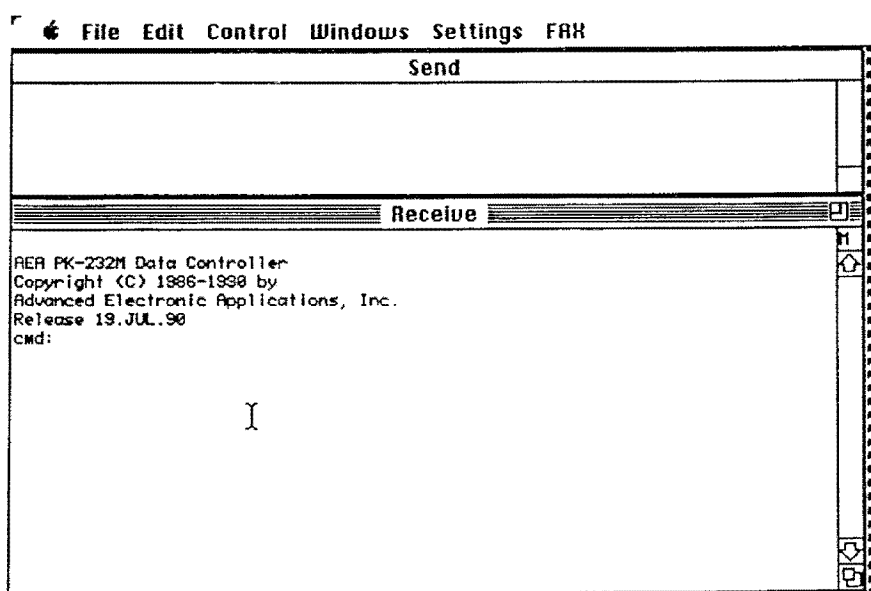 File Edit Control Windows Settings FAX
Send
Receive
M
AEA PK-232M Data Controller
Copyright (C) 1986-1990 by
Advanced Electronic Applications, Inc.
Release 19.JUL.90
cmd: